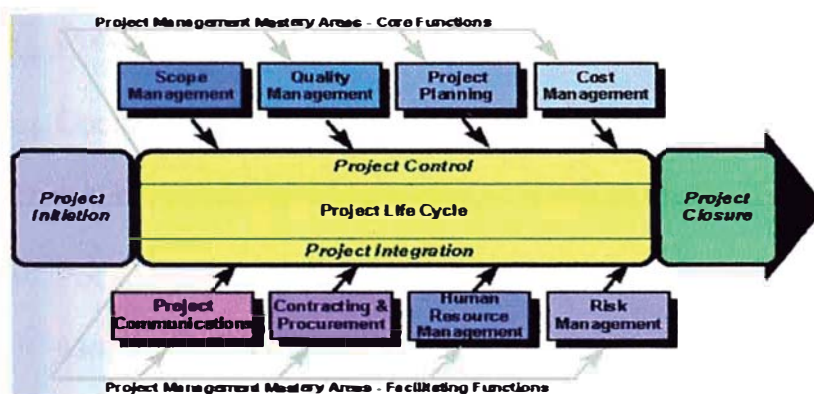 Project Management Mastery Areas - Core Functions
Scope
Management
Quality
Management
Project
Planning
Cost
Management
Project
Initiation
Project Control
Project Life Cycle
Project Integration
Project
Closure
Project
Communications
Contracting &
Procurement
Human
Resource
Management
Risk
Management
Project Management Mastery Areas - Facilitating Functions